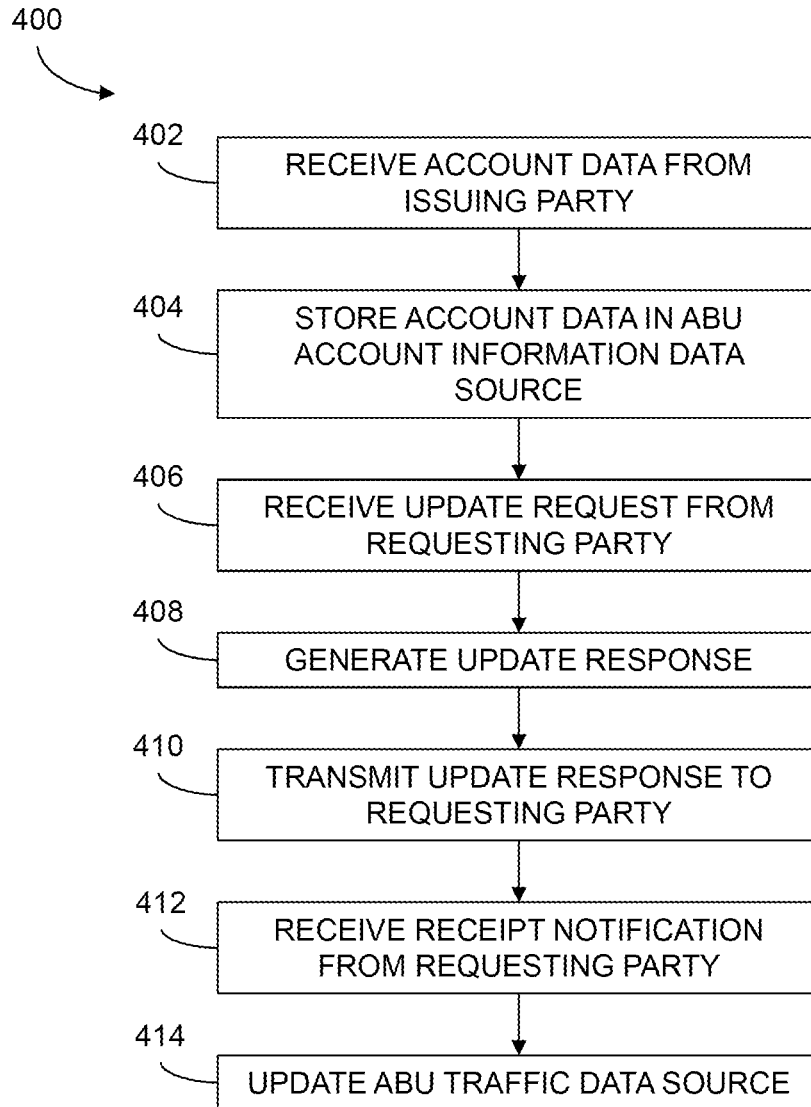 400
402
RECEIVE ACCOUNT DATA FROM
ISSUING PARTY
404
STORE ACCOUNT DATA IN ABU
ACCOUNT INFORMATION DATA
SOURCE
406
RECEIVE UPDATE REQUEST FROM
REQUESTING PARTY
408
GENERATE UPDATE RESPONSE
410
TRANSMIT UPDATE RESPONSE TO
REQUESTING PARTY
412
RECEIVE RECEIPT NOTIFICATION
FROM REQUESTING PARTY
414
UPDATE ABU TRAFFIC DATA SOURCE